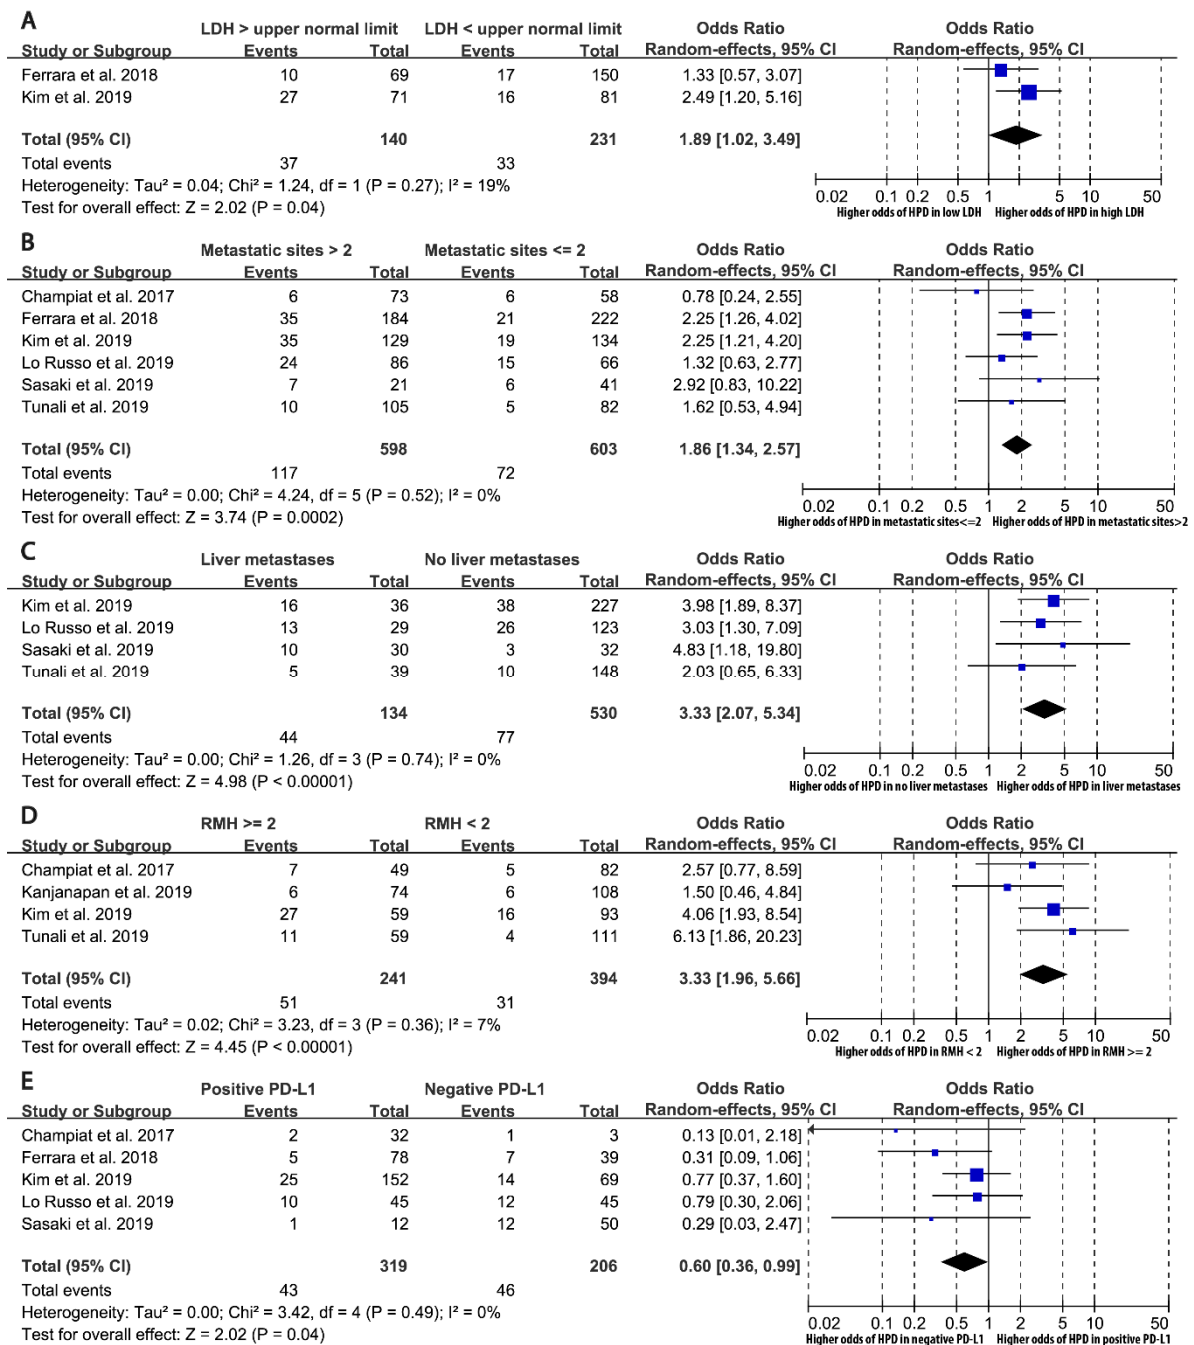 A
LDH > upper normal limit LDH < upper normal limit Odds Ratio Odds Ratio
Study or Subgroup Events Total Events Total Random-effects, 95% CI Random-effects, 95% CI
Ferrara et al. 2018 10 69 17 150 1.33 [0.57, 3.07]
Kim et al. 2019 27 71 16 81 2.49 [1.20, 5.16]
Total (95% CI) 140 231 1.89 [1.02, 3.49]
Total events 37 33
Heterogeneity: Tau² = 0.04; Chi² = 1.24, df = 1 (P = 0.27); I² = 19%
Test for overall effect: Z = 2.02 (P = 0.04)
0.02 0.1 0.2 0.5 1 2 5 10 50
Higher odds of HPD in low LDH Higher odds of HPD in high LDH
B
Metastatic sites > 2 Metastatic sites <= 2 Odds Ratio Odds Ratio
Study or Subgroup Events Total Events Total Random-effects, 95% CI Random-effects, 95% CI
Champiat et al. 2017 6 73 6 58 0.78 [0.24, 2.55]
Ferrara et al. 2018 35 184 21 222 2.25 [1.26, 4.02]
Kim et al. 2019 35 129 19 134 2.25 [1.21, 4.20]
Lo Russo et al. 2019 24 86 15 66 1.32 [0.63, 2.77]
Sasaki et al. 2019 7 21 6 41 2.92 [0.83, 10.22]
Tunali et al. 2019 10 105 5 82 1.62 [0.53, 4.94]
Total (95% CI) 598 603 1.86 [1.34, 2.57]
Total events 117 72
Heterogeneity: Tau² = 0.00; Chi² = 4.24, df = 5 (P = 0.52); I² = 0%
Test for overall effect: Z = 3.74 (P = 0.0002)
0.02 0.1 0.2 0.5 1 2 5 10 50
Higher odds of HPD in metastatic sites<=2 Higher odds of HPD in metastatic sites>2
C
Liver metastases No liver metastases Odds Ratio Odds Ratio
Study or Subgroup Events Total Events Total Random-effects, 95% CI Random-effects, 95% CI
Kim et al. 2019 16 36 38 227 3.98 [1.89, 8.37]
Lo Russo et al. 2019 13 29 26 123 3.03 [1.30, 7.09]
Sasaki et al. 2019 10 30 3 32 4.83 [1.18, 19.80]
Tunali et al. 2019 5 39 10 148 2.03 [0.65, 6.33]
Total (95% CI) 134 530 3.33 [2.07, 5.34]
Total events 44 77
Heterogeneity: Tau² = 0.00; Chi² = 1.26, df = 3 (P = 0.74); I² = 0%
Test for overall effect: Z = 4.98 (P < 0.00001)
0.02 0.1 0.2 0.5 1 2 5 10 50
Higher odds of HPD in no liver metastases Higher odds of HPD in liver metastases
D
RMH >= 2 RMH < 2 Odds Ratio Odds Ratio
Study or Subgroup Events Total Events Total Random-effects, 95% CI Random-effects, 95% CI
Champiat et al. 2017 7 49 5 82 2.57 [0.77, 8.59]
Kanjanapan et al. 2019 6 74 6 108 1.50 [0.46, 4.84]
Kim et al. 2019 27 59 16 93 4.06 [1.93, 8.54]
Tunali et al. 2019 11 59 4 111 6.13 [1.86, 20.23]
Total (95% CI) 241 394 3.33 [1.96, 5.66]
Total events 51 31
Heterogeneity: Tau² = 0.02; Chi² = 3.23, df = 3 (P = 0.36); I² = 7%
Test for overall effect: Z = 4.45 (P < 0.00001)
0.02 0.1 0.2 0.5 1 2 5 10 50
Higher odds of HPD in RMH < 2 Higher odds of HPD in RMH >= 2
E
Positive PD-L1 Negative PD-L1 Odds Ratio Odds Ratio
Study or Subgroup Events Total Events Total Random-effects, 95% CI Random-effects, 95% CI
Champiat et al. 2017 2 32 1 3 0.13 [0.01, 2.18]
Ferrara et al. 2018 5 78 7 39 0.31 [0.09, 1.06]
Kim et al. 2019 25 152 14 69 0.77 [0.37, 1.60]
Lo Russo et al. 2019 10 45 12 45 0.79 [0.30, 2.06]
Sasaki et al. 2019 1 12 12 50 0.29 [0.03, 2.47]
Total (95% CI) 319 206 0.60 [0.36, 0.99]
Total events 43 46
Heterogeneity: Tau² = 0.00; Chi² = 3.42, df = 4 (P = 0.49); I² = 0%
Test for overall effect: Z = 2.02 (P = 0.04)
0.02 0.1 0.2 0.5 1 2 5 10 50
Higher odds of HPD in negative PD-L1 Higher odds of HPD in positive PD-L1